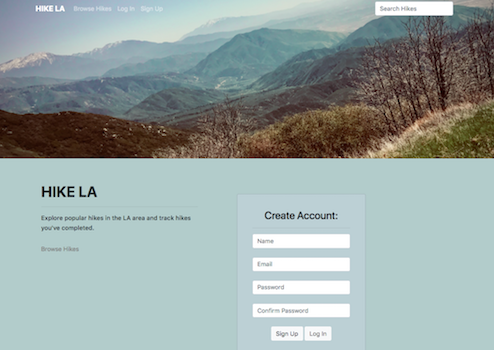 HIKE LA Browse Hikes Log In Sign Up Search Hikes
HIKE LA
Explore popular hikes in the LA area and track hikes
you've completed.
Browse Hikes
Create Account:
Name
Email
Password
Confirm Password
Sign Up Log In